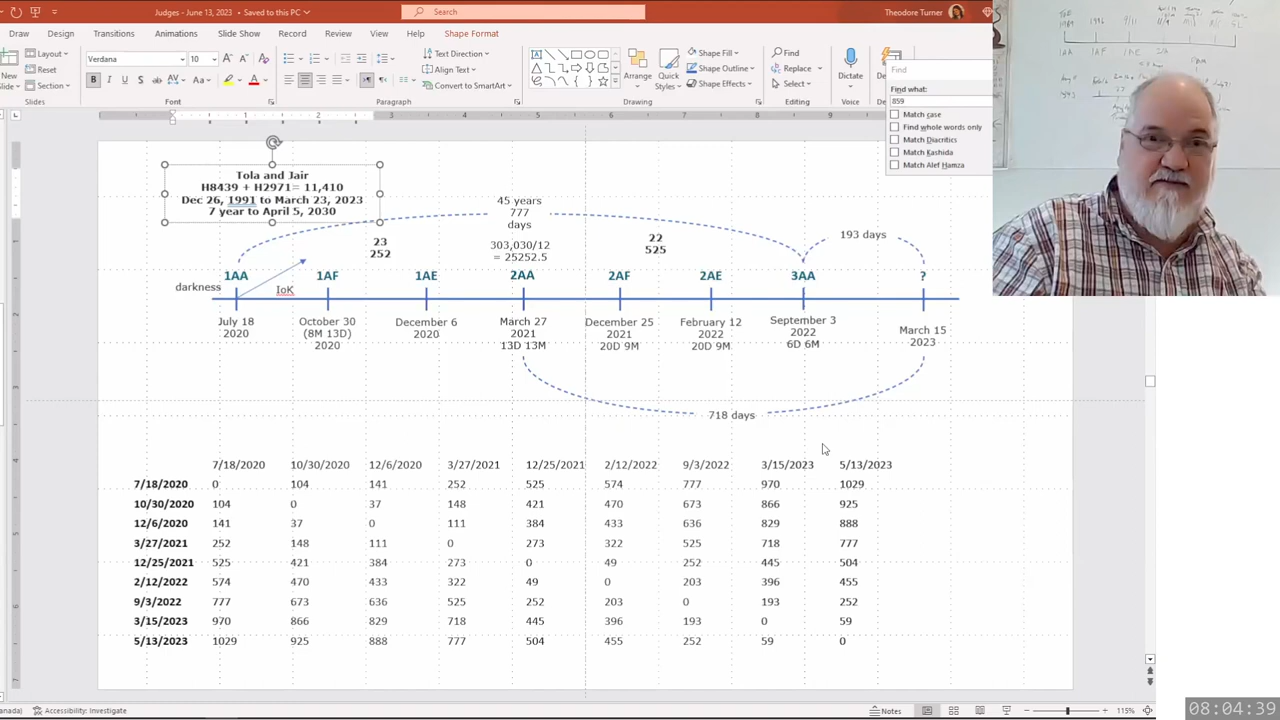 Judges - June 13, 2023 • Saved to this PC
Search
Theodore Turner
Draw Design Transitions Animations Slide Show Record Review View Help Shape Format
New
Slides
Layout
Reset
Section
Slides
Verdana
10
Font
Text Direction
Align Text
Convert to SmartArt
Paragraph
Arrange
Quick
Styles
Shape Fill
Shape Outline
Shape Effects
Drawing
Find
Replace
Select
Editing
Dictate
Voice
Find
Find what:
859
Match case
Find whole words only
Match Diacritics
Match Kashida
Match Alef Hamza
Tola and Jair
H8439 + H2971= 11,410
Dec 26, 1991 to March 23, 2023
7 year to April 5, 2030
45 years
777
days
303,030/12
= 25252.5
23
252
22
525
193 days
1AA 1AF 1AE 2AA 2AF 2AE 3AA ?
darkness
IoK
July 18
2020
October 30
(8M 13D)
2020
December 6
2020
March 27
2021
13D 13M
December 25
2021
20D 9M
February 12
2022
20D 9M
September 3
2022
6D 6M
March 15
2023
718 days
7/18/2020 10/30/2020 12/6/2020 3/27/2021 12/25/2021 2/12/2022 9/3/2022 3/15/2023 5/13/2023
7/18/2020 0 104 141 252 525 574 777 970 1029
10/30/2020 104 0 37 148 421 470 673 866 925
12/6/2020 141 37 0 111 384 433 636 829 888
3/27/2021 252 148 111 0 273 322 525 718 777
12/25/2021 525 421 384 273 0 49 252 445 504
2/12/2022 574 470 433 322 49 0 203 396 455
9/3/2022 777 673 636 525 252 203 0 193 252
3/15/2023 970 866 829 718 445 396 193 0 59
5/13/2023 1029 925 888 777 504 455 252 59 0
Accessibility: Investigate
Notes
115%
08:04:39